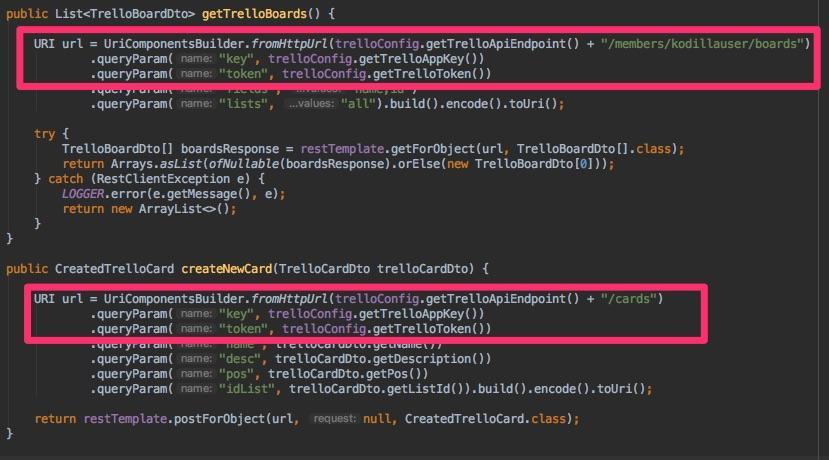 public List<TrelloBoardDto> getTrelloBoards() {
URI url = UriComponentsBuilder.fromHttpUrl(trelloConfig.getTrelloApiEndpoint() + "/members/kodillauser/boards")
.queryParam( name: "key", trelloConfig.getTrelloAppKey())
.queryParam( name: "token", trelloConfig.getTrelloToken())
.queryParam( name: "fields", ...values: "name,id")
.queryParam( name: "lists", ...values: "all").build().encode().toUri();
try {
TrelloBoardDto[] boardsResponse = restTemplate.getForObject(url, TrelloBoardDto[].class);
return Arrays.asList(ofNullable(boardsResponse).orElse(new TrelloBoardDto[0]));
} catch (RestClientException e) {
LOGGER.error(e.getMessage(), e);
return new ArrayList<>();
}
}
public CreatedTrelloCard createNewCard(TrelloCardDto trelloCardDto) {
URI url = UriComponentsBuilder.fromHttpUrl(trelloConfig.getTrelloApiEndpoint() + "/cards")
.queryParam( name: "key", trelloConfig.getTrelloAppKey())
.queryParam( name: "token", trelloConfig.getTrelloToken())
.queryParam( name: "name", trelloCardDto.getName())
.queryParam( name: "desc", trelloCardDto.getDescription())
.queryParam( name: "pos", trelloCardDto.getPos())
.queryParam( name: "idList", trelloCardDto.getListId()).build().encode().toUri();
return restTemplate.postForObject(url, request: null, CreatedTrelloCard.class);
}